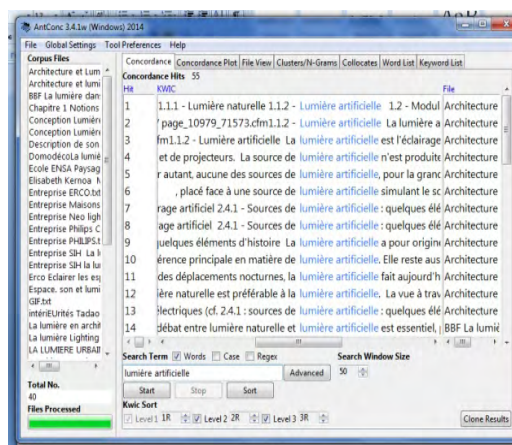 AntConc 3.4.1w (Windows) 2014
File Global Settings Tool Preferences Help
Corpus Files
Architecture et Lum
Architecture et lumi
BBF La lumière dan
Chapitre 1 Notions
Conception Lumièr
Conception Lumièr
Description de son
DomodécoLa lumiè
Ecole ENSA Paysag
Elisabeth Kernoa N
Entreprise ERCO.txt
Entreprise Maisons
Entreprise Neo ligh
Entreprise Philips C
Entreprise PHILIPS.t
Entreprise SIH La l
Entreprise SIH la lu
Erco Eclairer les es
Espace. son et lumi
GIF.txt
intériEUrités Tadao
La lumière en archit
La lumière Lighting
LA LUMIERE URBAI
Total No.
40
Files Processed
Concordance Concordance Plot File View Clusters/N-Grams Collocates Word List Keyword List
Concordance Hits 55
Hit KWIC File
1 1.1.1 - Lumière naturelle 1.1.2 - Lumière artificielle 1.2 - Modul Architecture
2 / page_10979_71573.cfm1.1.2 - Lumière artificielle La lumière a Architecture
3 fm1.1.2 - Lumière artificielle La lumière artificielle est l'éclairage Architecture
4 et de projecteurs. La source de lumière artificielle n'est produite Architecture
5 r autant, aucune des sources de lumière artificielle, pour la grand Architecture
6 , placé face à une source de lumière artificielle simulant le sc Architecture
7 rage artificiel 2.4.1 - Sources de lumière artificielle : quelques élé Architecture
8 rage artificiel 2.4.1 - Sources de lumière artificielle : quelques élé Architecture
9 quelques éléments d'histoire La lumière artificielle a pour origin Architecture
10 érence principale en matière de lumière artificielle. Elle reste aus Architecture
11 des déplacements nocturnes, la lumière artificielle fait aujourd'h Architecture
12 ière naturelle est préférable à la lumière artificielle. La vue à trav Architecture
13 électriques (cf. 2.4.1 : sources de lumière artificielle : quelques élé Architecture
14 débat entre lumière naturelle et lumière artificielle est essentiel, BBF La lumiè
Search Term Words Case Regex Search Window Size
lumière artificielle Advanced 50
Start Stop Sort
Kwic Sort
Level 1 1R Level 2 2R Level 3 3R Clone Results